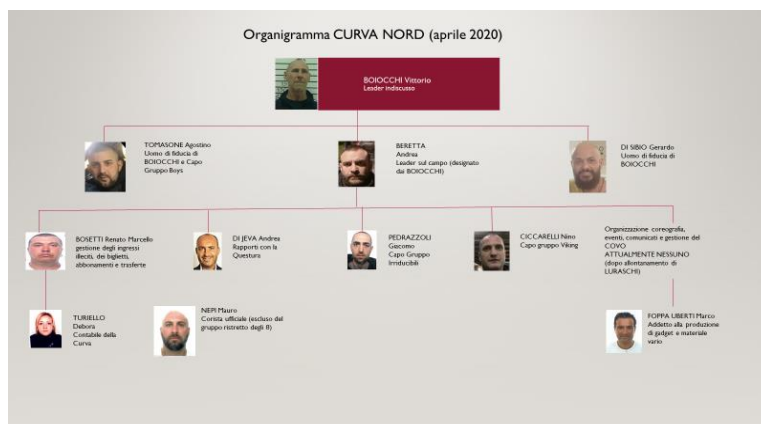 Organigramma CURVA NORD (aprile 2020)
BOIOCCHI Vittorio
Leader indiscusso
TOMASONE Agostino
Uomo di fiducia di
BOIOCCHI e Capo
Gruppo Boys
BERETTA
Andrea
Leader sul campo (designato
dai BOIOCCHI)
DI SIBIO Gerardo
Uomo di fiducia di
BOIOCCHI
BOSETTI Renato Marcello
gestione degli ingressi
illeciti, dei biglietti,
abbonamenti e trasferte
DI JEVA Andrea
Rapporti con la
Questura
PEDRAZZOLI
Giacomo
Capo Gruppo
Irriducibili
CICCARELLI Nino
Capo gruppo Viking
Organizzazione coreografia,
eventi, comunicati e gestione del
COVO
ATTUALMENTE NESSUNO
(dopo allontanamento di
LURASCHI)
TURIELLO
Debora
Contabile della
Curva
NEPI Mauro
Corista ufficiale (escluso del
gruppo ristretto degli 8)
FOPPA UBERTI Marco
Addetto alla produzione
di gadget e materiale
vario